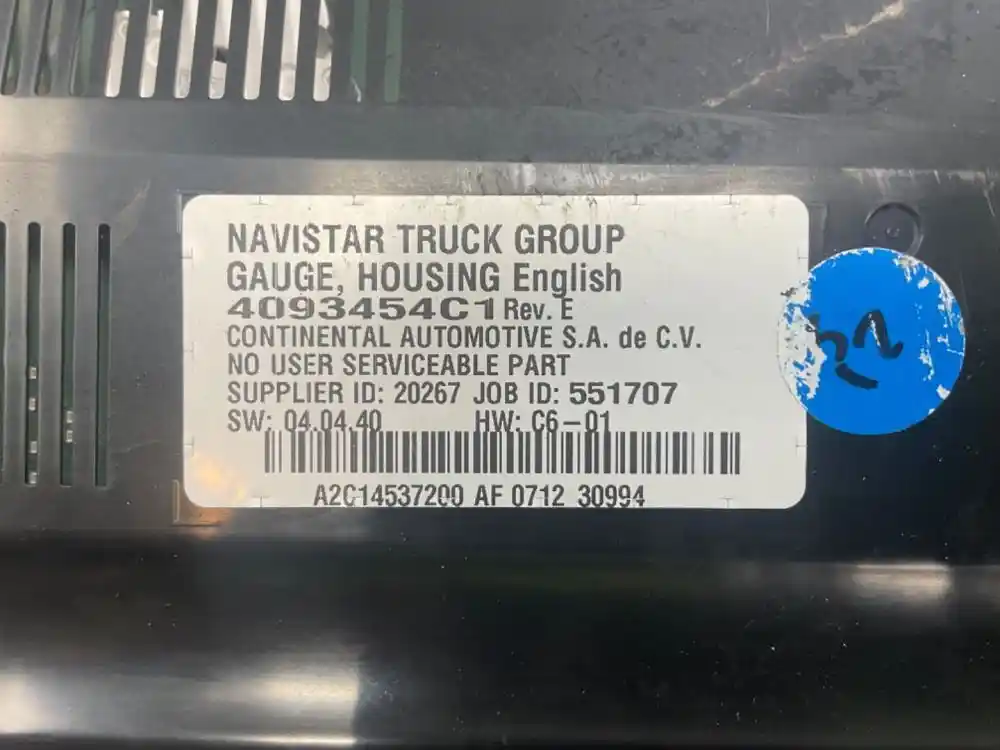 NAVISTAR TRUCK GROUP
GAUGE, HOUSING English
4093454C1 Rev. E
CONTINENTAL AUTOMOTIVE S.A. de C.V.
NO USER SERVICEABLE PART
SUPPLIER ID: 20267 JOB ID: 551707
SW: 04.04.40 HW: C6-01
A2C14537200 AF 0712 30994